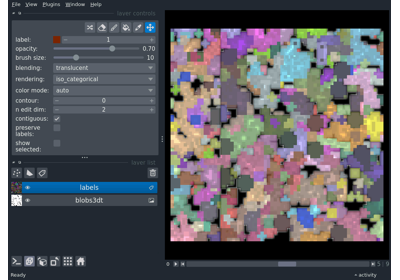 File View Plugins Window Help
layer controls
label: 1
opacity: 0.70
brush size: 10
blending: translucent
rendering: iso_categorical
color mode: auto
contour: 0
n edit dim: 2
contiguous:
preserve
labels:
show
selected:
layer list
labels
blobs3dt
Ready
activity